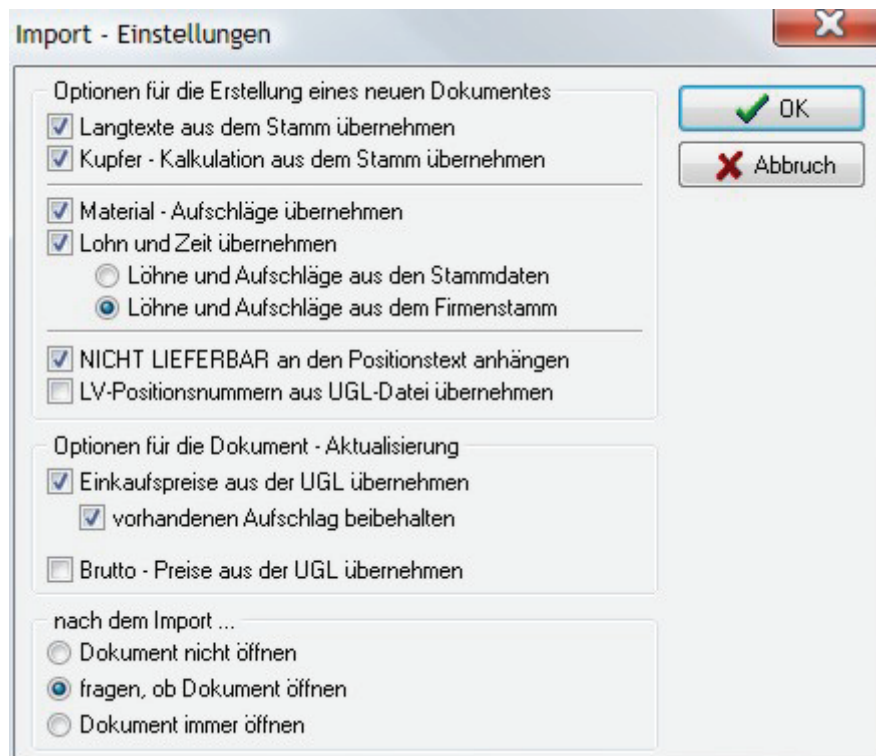 Import - Einstellungen
Optionen für die Erstellung eines neuen Dokumentes
Langtexte aus dem Stamm übernehmen
Kupfer - Kalkulation aus dem Stamm übernehmen
Material - Aufschläge übernehmen
Lohn und Zeit übernehmen
Löhne und Aufschläge aus den Stammdaten
Löhne und Aufschläge aus dem Firmenstamm
NICHT LIEFERBAR an den Positionstext anhängen
LV-Positionsnummern aus UGL-Datei übernehmen
Optionen für die Dokument - Aktualisierung
Einkaufspreise aus der UGL übernehmen
vorhandenen Aufschlag beibehalten
Brutto - Preise aus der UGL übernehmen
nach dem Import ...
Dokument nicht öffnen
fragen, ob Dokument öffnen
Dokument immer öffnen
OK
Abbruch